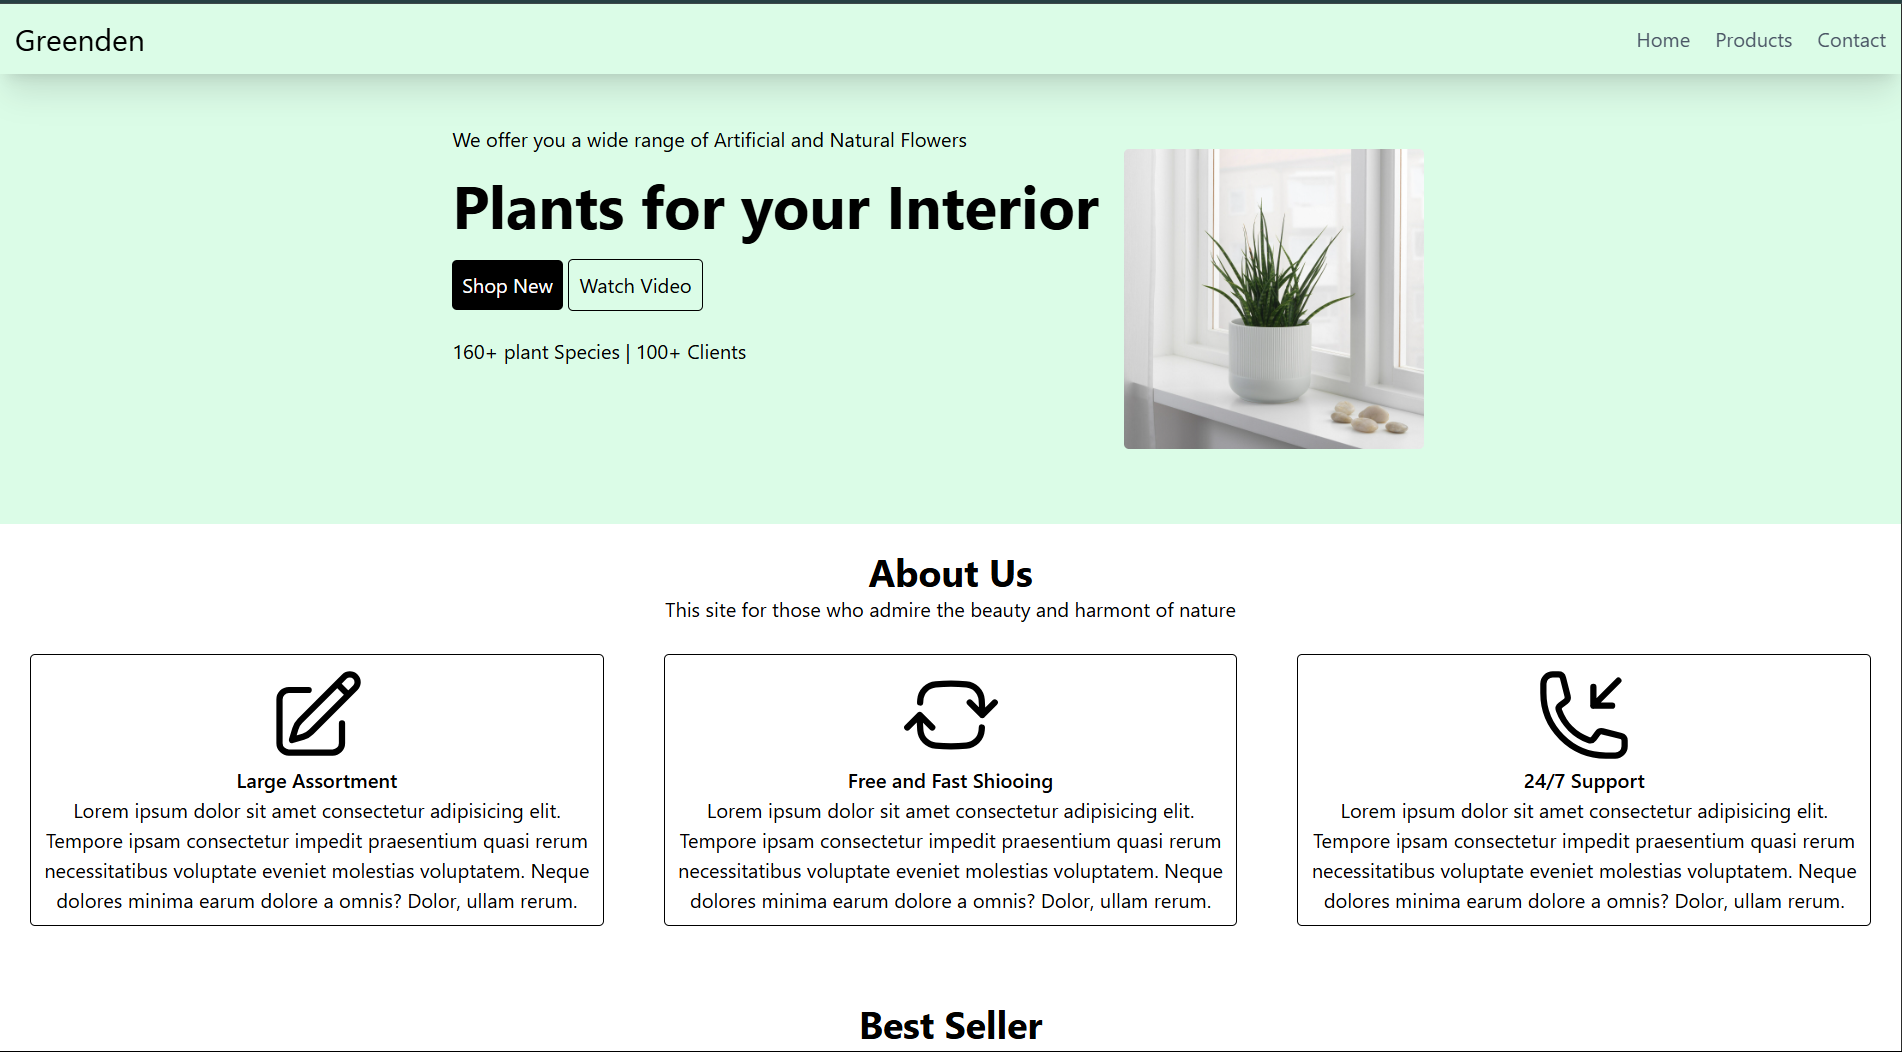 Greenden
Home Products Contact
We offer you a wide range of Artificial and Natural Flowers
Plants for your Interior
Shop New Watch Video
160+ plant Species | 100+ Clients
About Us
This site for those who admire the beauty and harmont of nature
Large Assortment
Lorem ipsum dolor sit amet consectetur adipisicing elit.
Tempore ipsam consectetur impedit praesentium quasi rerum
necessitatibus voluptate eveniet molestias voluptatem. Neque
dolores minima earum dolore a omnis? Dolor, ullam rerum.
Free and Fast Shiooing
Lorem ipsum dolor sit amet consectetur adipisicing elit.
Tempore ipsam consectetur impedit praesentium quasi rerum
necessitatibus voluptate eveniet molestias voluptatem. Neque
dolores minima earum dolore a omnis? Dolor, ullam rerum.
24/7 Support
Lorem ipsum dolor sit amet consectetur adipisicing elit.
Tempore ipsam consectetur impedit praesentium quasi rerum
necessitatibus voluptate eveniet molestias voluptatem. Neque
dolores minima earum dolore a omnis? Dolor, ullam rerum.
Best Seller